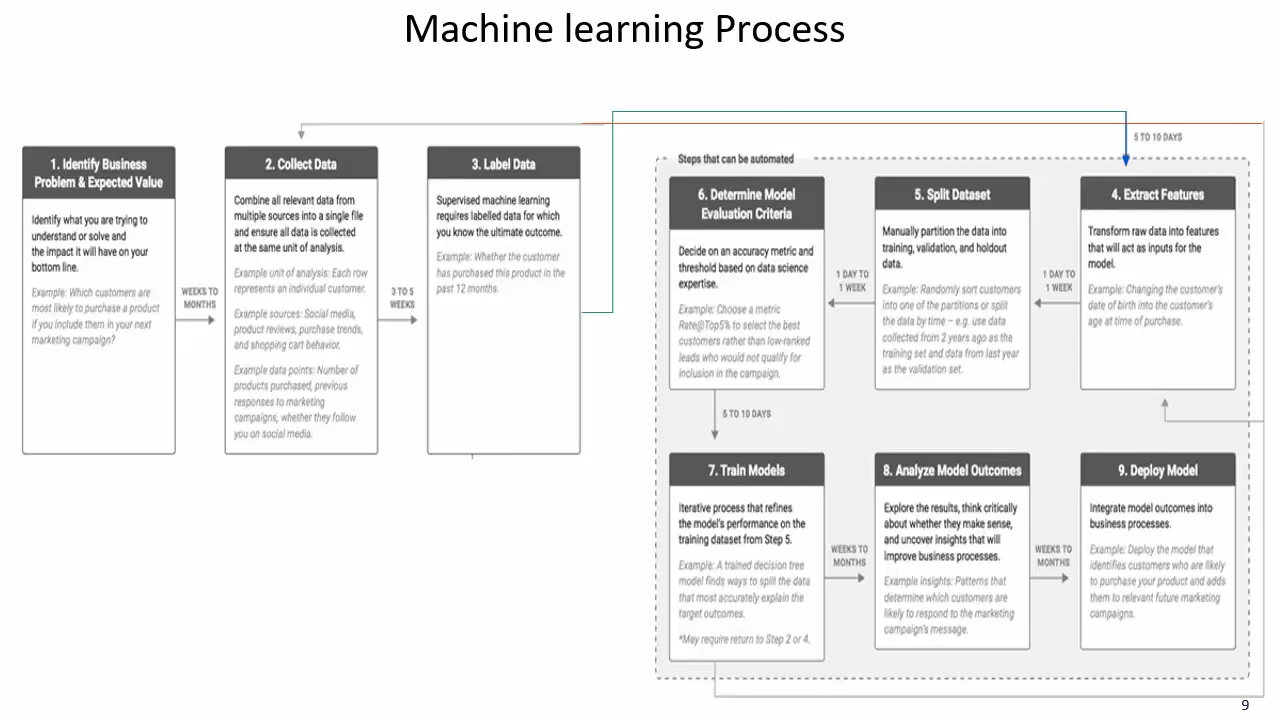 Machine learning Process
1. Identify Business
Problem & Expected Value
Identify what you are trying to
understand or solve and
the impact it will have on your
bottom line.
Example: Which customers are
most likely to purchase a product
if you include them in your next
marketing campaign?
WEEKS TO
MONTHS
2. Collect Data
Combine all relevant data from
multiple sources into a single file
and ensure all data is collected
at the same unit of analysis.
Example unit of analysis: Each row
represents an individual customer.
Example sources: Social media,
product reviews, purchase trends,
and shopping cart behavior.
Example data points: Number of
products purchased, previous
responses to marketing
campaigns, whether they follow
you on social media.
3 TO 5
WEEKS
3. Label Data
Supervised machine learning
requires labelled data for which
you know the ultimate outcome.
Example: Whether the customer
has purchased this product in the
past 12 months.
5 TO 10 DAYS
Steps that can be automated
4. Extract Features
Transform raw data into features
that will act as inputs for the
model.
Example: Changing the customer's
date of birth into the customer's
age at time of purchase.
1 DAY TO
1 WEEK
5. Split Dataset
Manually partition the data into
training, validation, and holdout
data.
Example: Randomly sort customers
into one of the partitions or split
the data by time – e.g. use data
collected from 2 years ago as the
training set and data from last year
as the validation set.
1 DAY TO
1 WEEK
6. Determine Model
Evaluation Criteria
Decide on an accuracy metric and
threshold based on data science
expertise.
Example: Choose a metric
Rate@Top5% to select the best
customers rather than low-ranked
leads who would not qualify for
inclusion in the campaign.
5 TO 10 DAYS
7. Train Models
Iterative process that refines
the model's performance on the
training dataset from Step 5.
Example: A trained decision tree
model finds ways to split the data
that most accurately explain the
target outcomes.
*May require return to Step 2 or 4.
WEEKS TO
MONTHS
8. Analyze Model Outcomes
Explore the results, think critically
about whether they make sense,
and uncover insights that will
improve business processes.
Example insights: Patterns that
determine which customers are
likely to respond to the marketing
campaign's message.
WEEKS TO
MONTHS
9. Deploy Model
Integrate model outcomes into
business processes.
Example: Deploy the model that
identifies customers who are likely
to purchase your product and adds
them to relevant future marketing
campaigns.
9